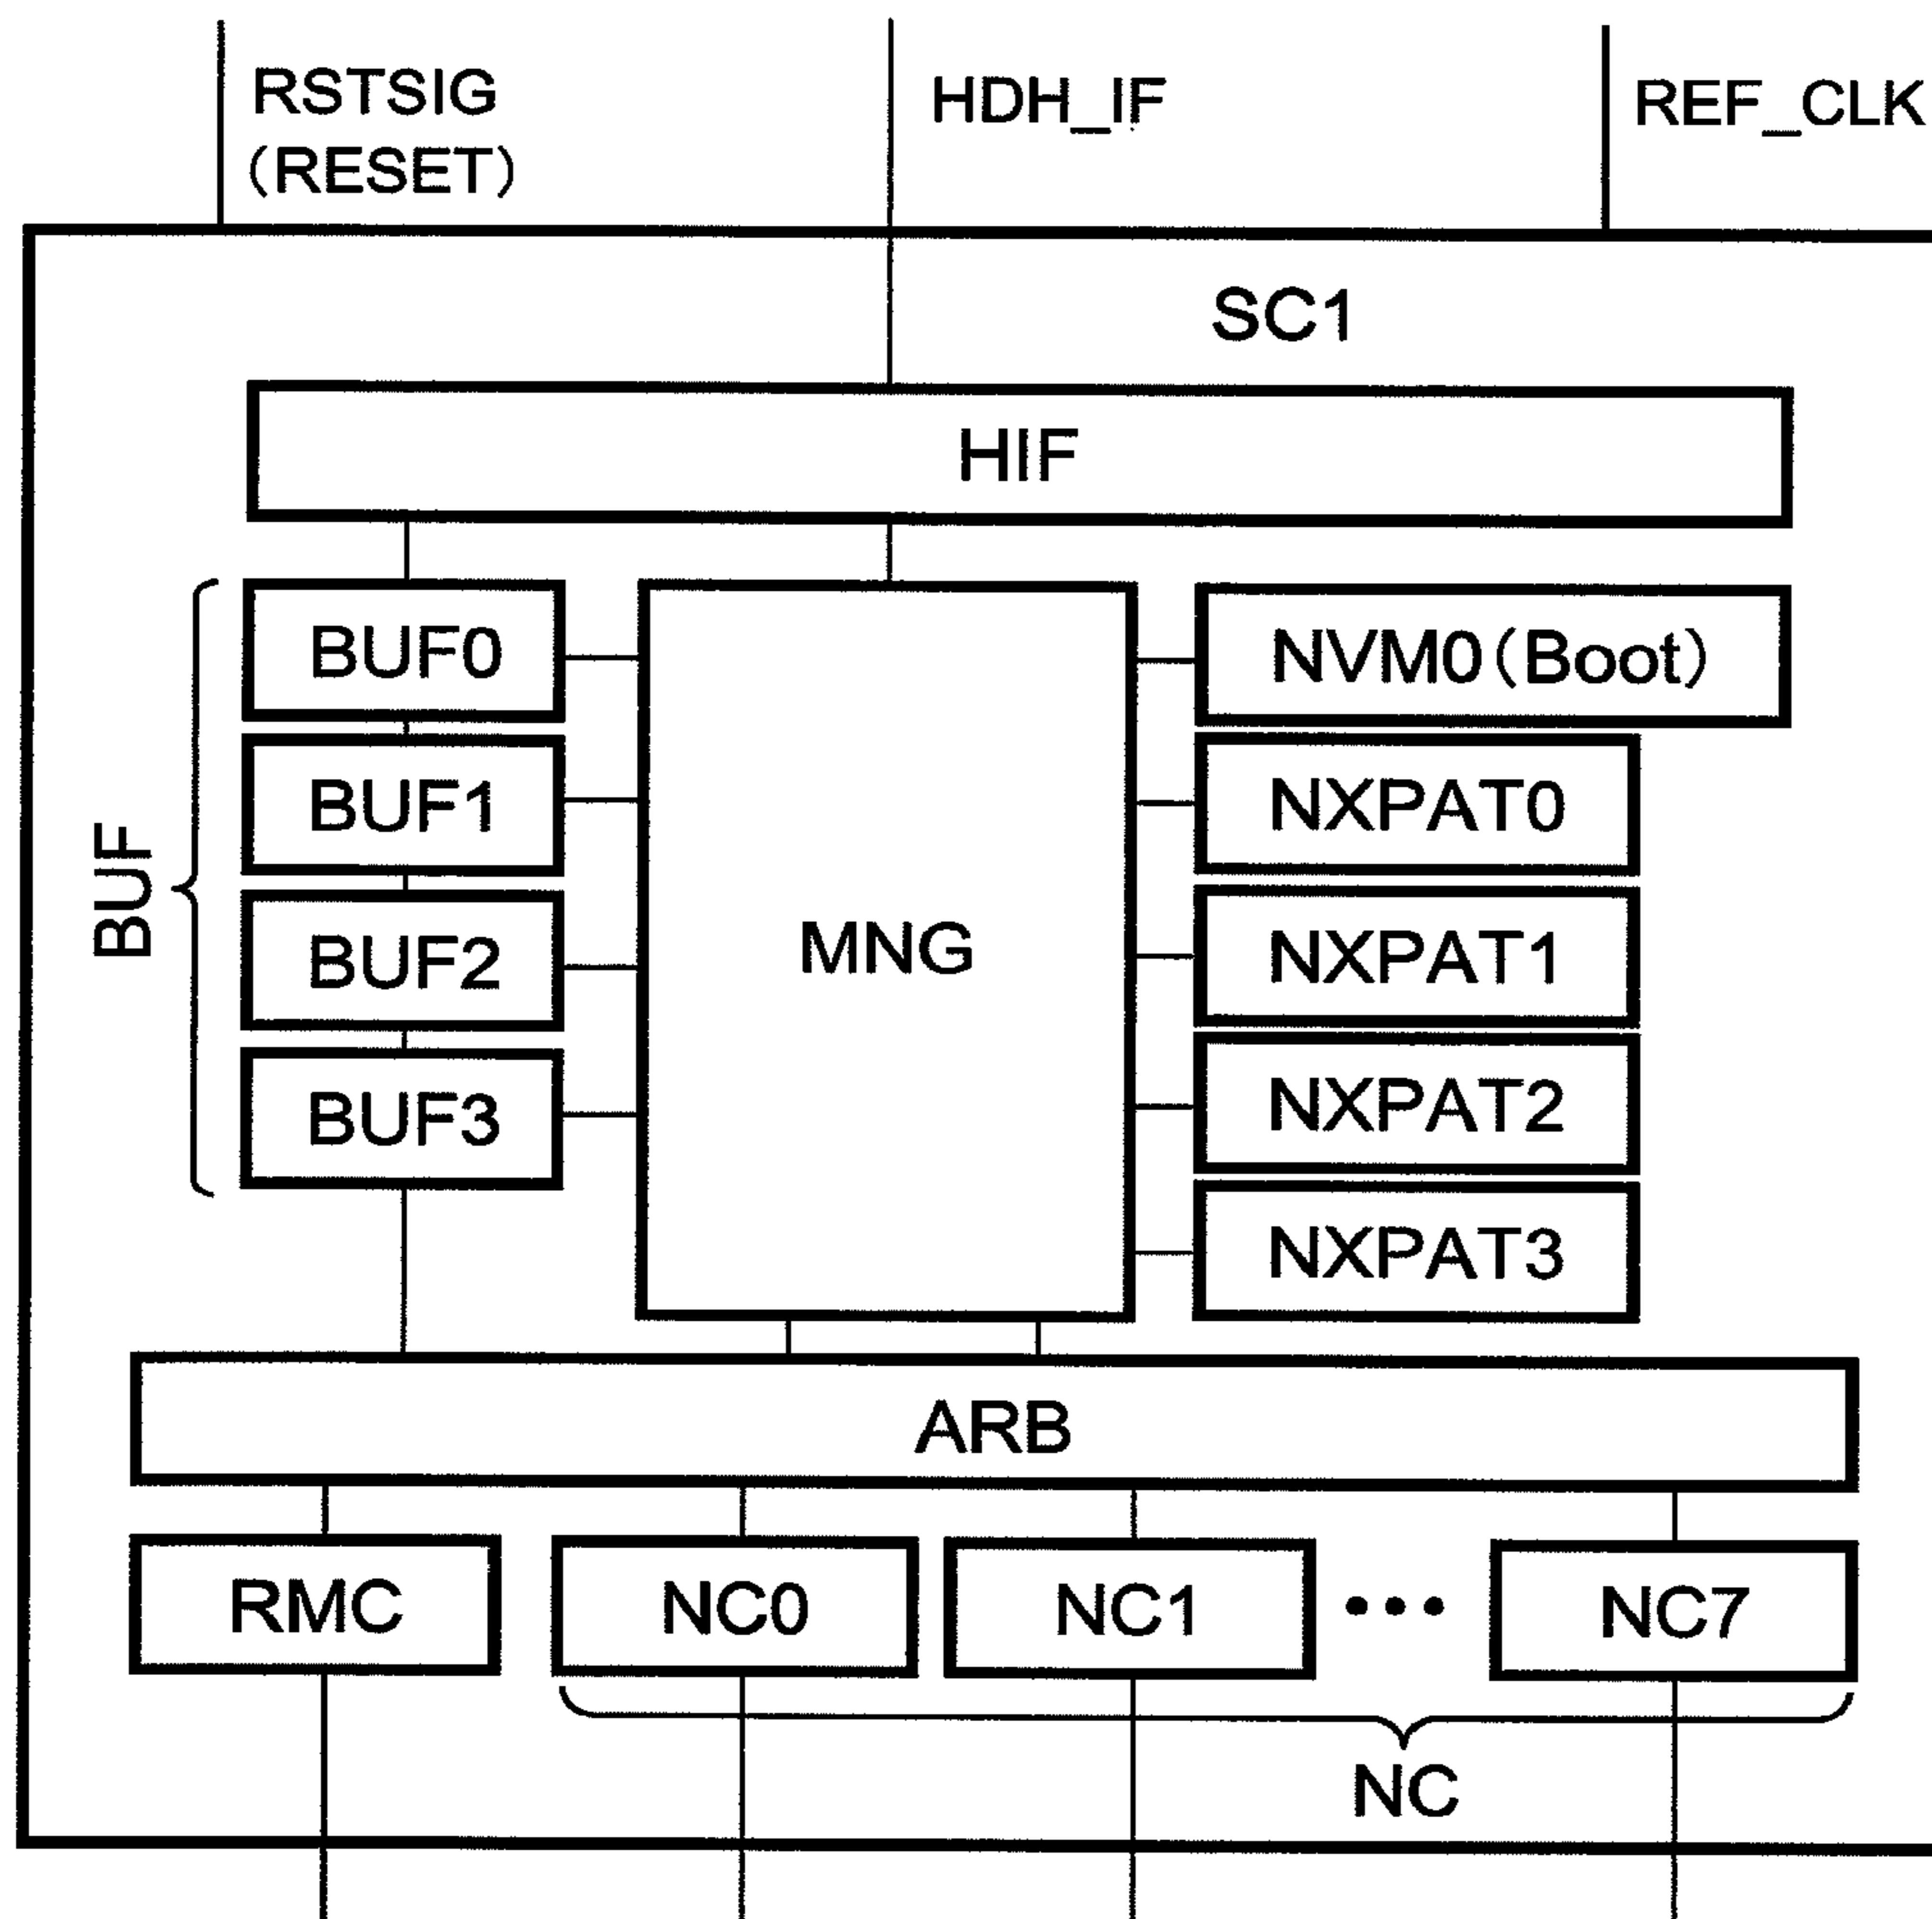 RSTSIG
(RESET)
HDH_IF
REF_CLK
SC1
HIF
BUF
BUF0
BUF1
BUF2
BUF3
MNG
NVM0(Boot)
NXPAT0
NXPAT1
NXPAT2
NXPAT3
ARB
RMC
NC0
NC1
•••
NC7
NC